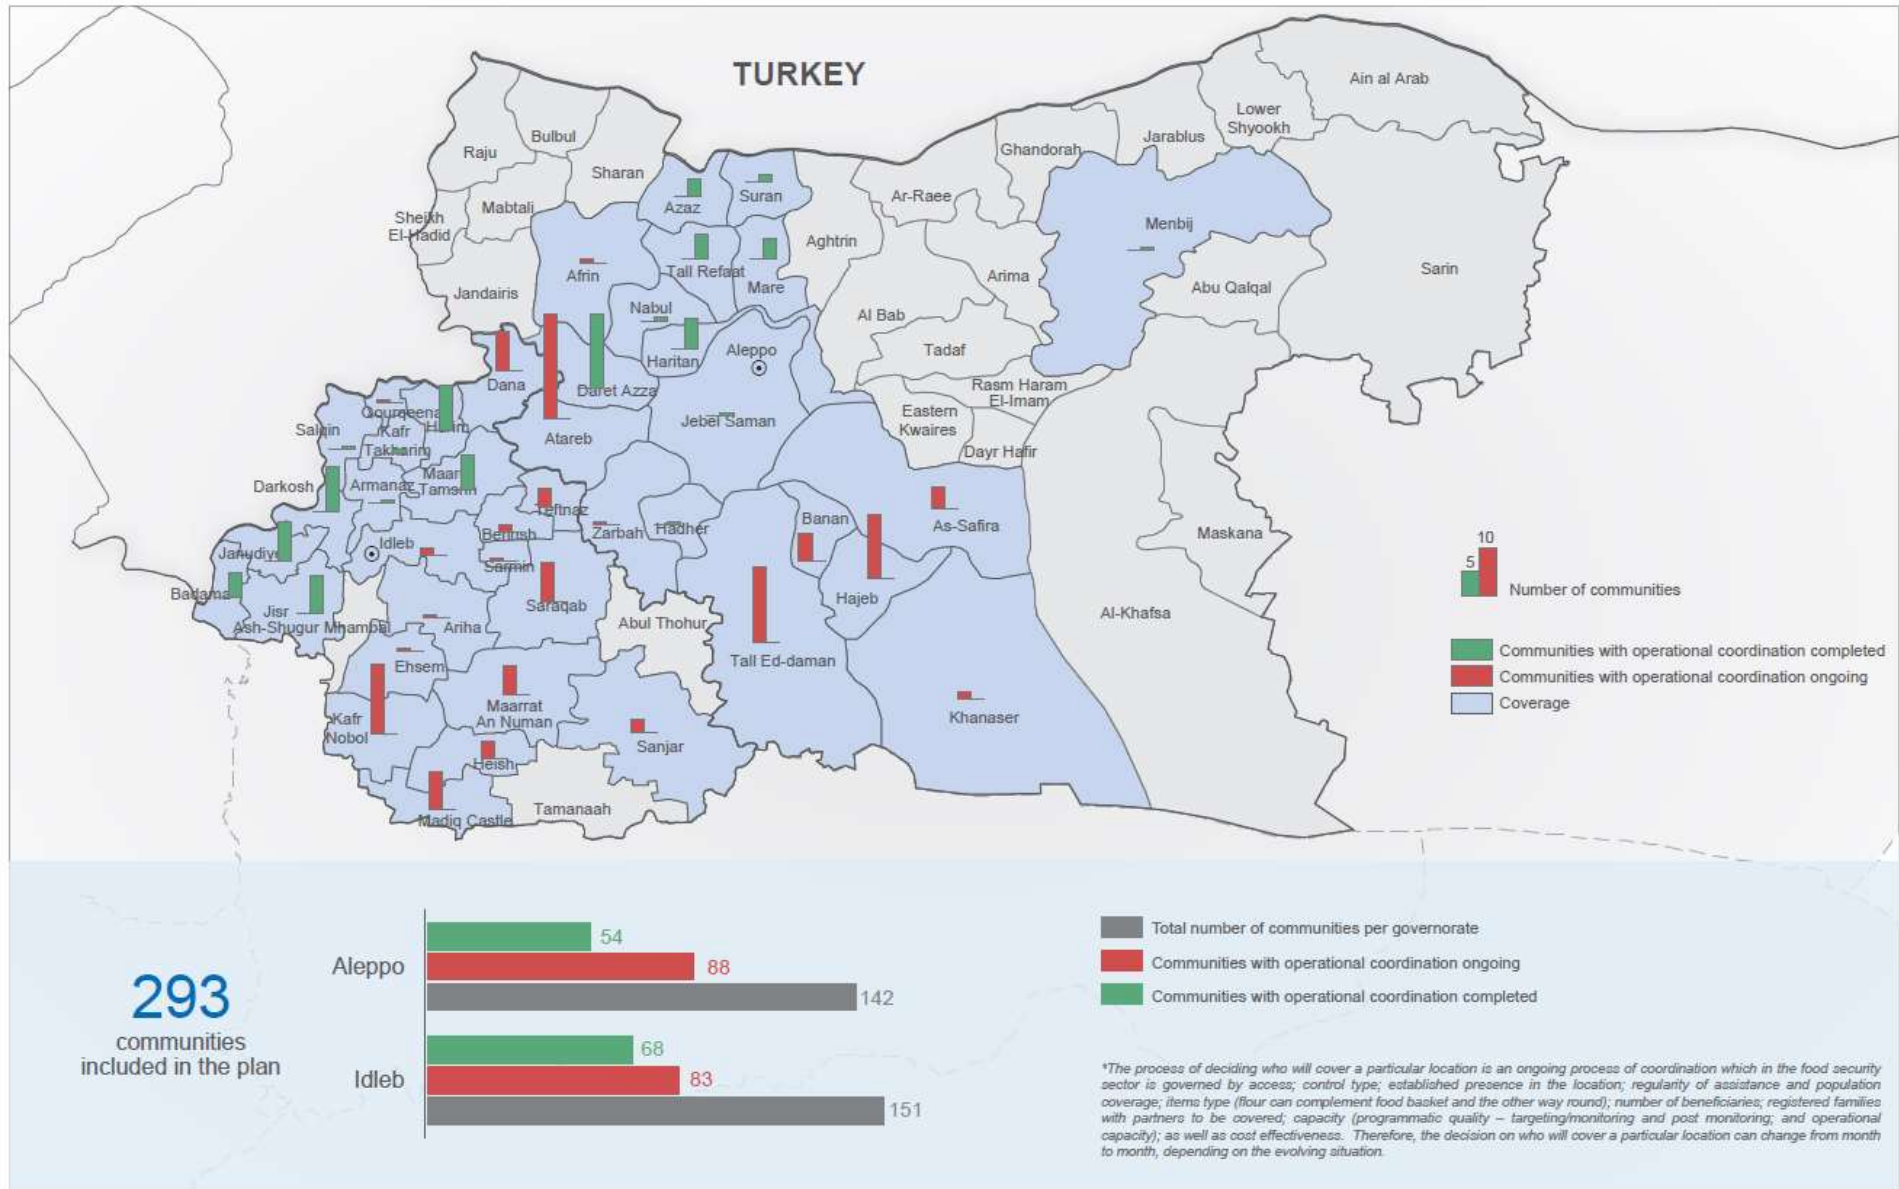 TURKEY
Ain al Arab
Lower
Shyookh
Jarablus
Ghandorah
Bulbul
Raju
Sharan
Mabtali
Sheikh
El-Hadid
Azaz
Suran
Ar-Raee
Menbij
Aghtrin
Afrin
Tall Refaat
Mare
Arima
Abu Qalqal
Sarin
Jandairis
Nabul
Al Bab
Haritan
Aleppo
Tadaf
Dana
Daret Azza
Rasm Haram
El-Imam
Qourqeena
Harim
Jebel Saman
Eastern
Kwaires
Salqin
Kafr
Takharim
Atareb
Dayr Hafir
Darkosh
Armanaz
Maar
Tamsrin
Teftnaz
Banan
As-Safira
Bennsh
Zarbah
Hadher
Maskana
Janudiye
Idleb
Sarmin
Badama
Jisr
Ash-Shugur
Mhambal
Ariha
Saraqab
Abul Thohur
Hajeb
Al-Khafsa
Ehsem
Tall Ed-daman
Maarrat
An Numan
Kafr
Nobol
Khanaser
Sanjar
Heish
Tamanaah
Madiq Castle
10
5
Number of communities
Communities with operational coordination completed
Communities with operational coordination ongoing
Coverage
293
communities
included in the plan
Aleppo
54
88
142
Idleb
68
83
151
Total number of communities per governorate
Communities with operational coordination ongoing
Communities with operational coordination completed
*The process of deciding who will cover a particular location is an ongoing process of coordination which in the food security
sector is governed by access; control type; established presence in the location; regularity of assistance and population
coverage; items type (flour can complement food basket and the other way round); number of beneficiaries; registered families
with partners to be covered; capacity (programmatic quality – targeting/monitoring and post monitoring; and operational
capacity); as well as cost effectiveness. Therefore, the decision on who will cover a particular location can change from month
to month, depending on the evolving situation.